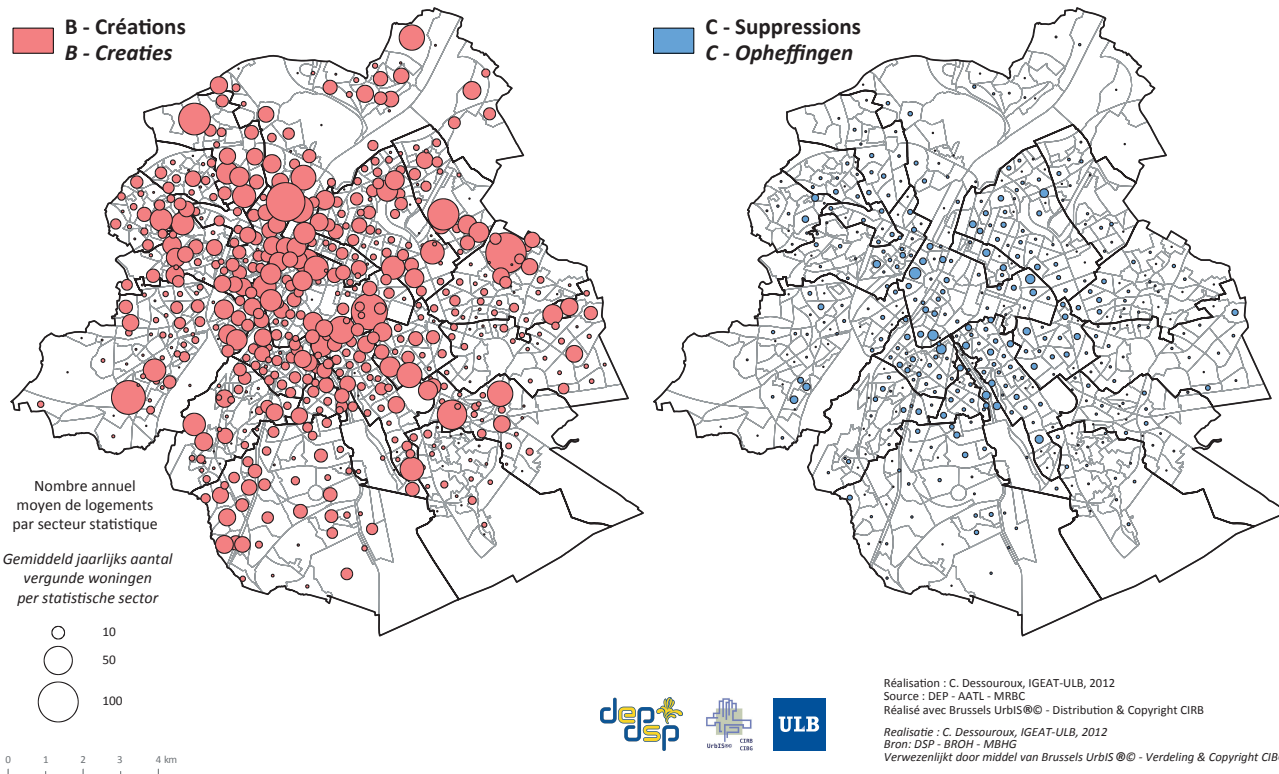 B - Créations
B - Creaties
C - Suppressions
C - Opheffingen
Nombre annuel
moyen de logements
par secteur statistique
Gemiddeld jaarlijks aantal
vergunde woningen
per statistische sector
10
50
100
0 1 2 3 4 km
dep
dsp
UrbIS®© CIRB
CIBG
ULB
Réalisation : C. Dessouroux, IGEAT-ULB, 2012
Source : DEP - AATL - MRBC
Réalisé avec Brussels UrbIS®© - Distribution & Copyright CIRB
Realisatie : C. Dessouroux, IGEAT-ULB, 2012
Bron: DSP - BROH - MBHG
Verwezenlijkt door middel van Brussels UrbIS ®© - Verdeling & Copyright CIB